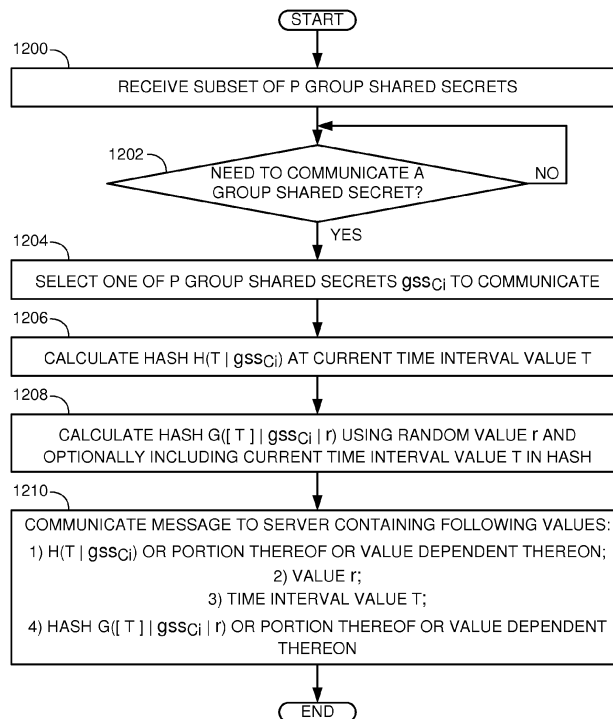 START
1200
RECEIVE SUBSET OF P GROUP SHARED SECRETS
1202
NEED TO COMMUNICATE A
GROUP SHARED SECRET?
NO
YES
1204
SELECT ONE OF P GROUP SHARED SECRETS gssCi TO COMMUNICATE
1206
CALCULATE HASH H(T | gssCi) AT CURRENT TIME INTERVAL VALUE T
1208
CALCULATE HASH G([ T ] | gssCi | r) USING RANDOM VALUE r AND
OPTIONALLY INCLUDING CURRENT TIME INTERVAL VALUE T IN HASH
1210
COMMUNICATE MESSAGE TO SERVER CONTAINING FOLLOWING VALUES:
1) H(T | gssCi) OR PORTION THEREOF OR VALUE DEPENDENT THEREON;
2) VALUE r;
3) TIME INTERVAL VALUE T;
4) HASH G([ T ] | gssCi | r) OR PORTION THEREOF OR VALUE DEPENDENT
THEREON
END